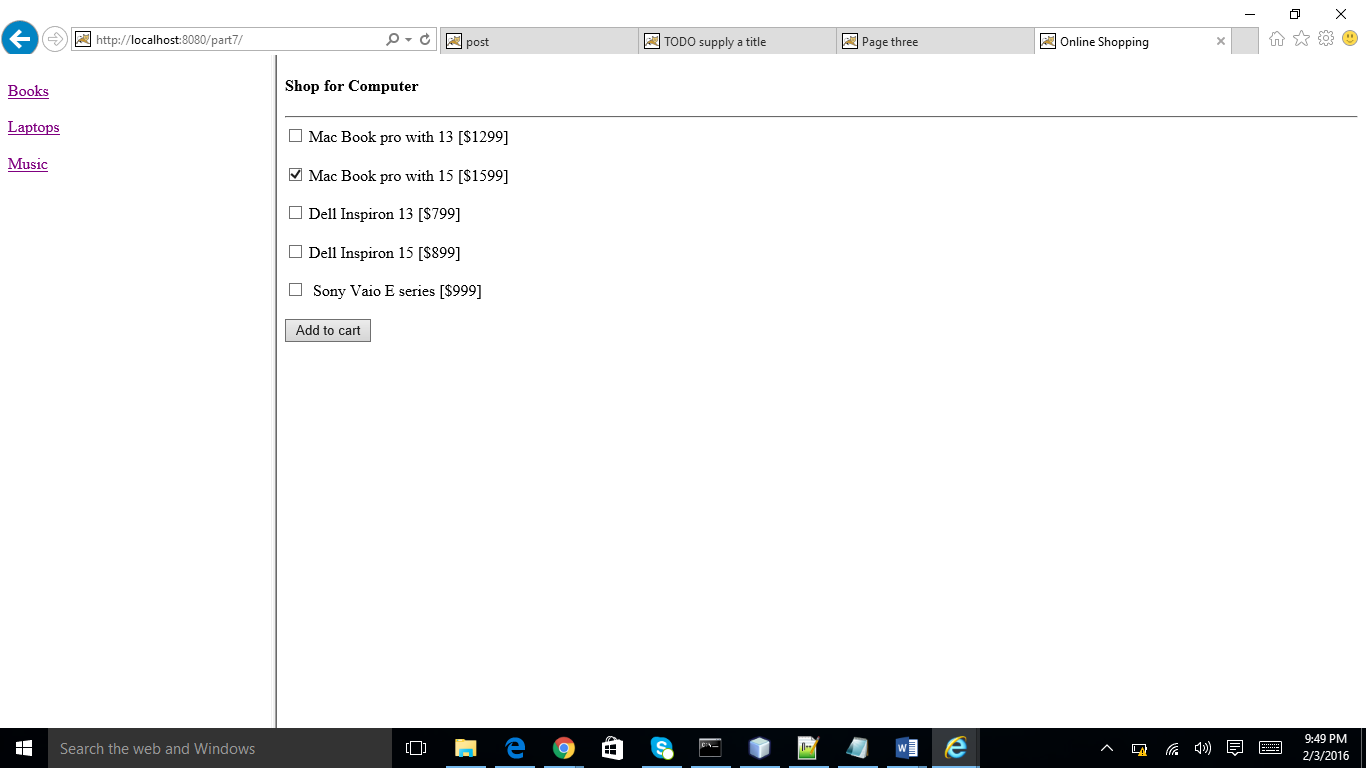 http://localhost:8080/part7/
post
TODO supply a title
Page three
Online Shopping
Books
Laptops
Music
Shop for Computer
Mac Book pro with 13 [$1299]
Mac Book pro with 15 [$1599]
Dell Inspiron 13 [$799]
Dell Inspiron 15 [$899]
Sony Vaio E series [$999]
Add to cart
Search the web and Windows
9:49 PM
2/3/2016